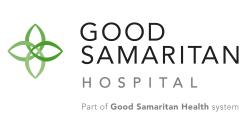 GOOD
SAMARITAN
HOSPITAL
Part of Good Samaritan Health system